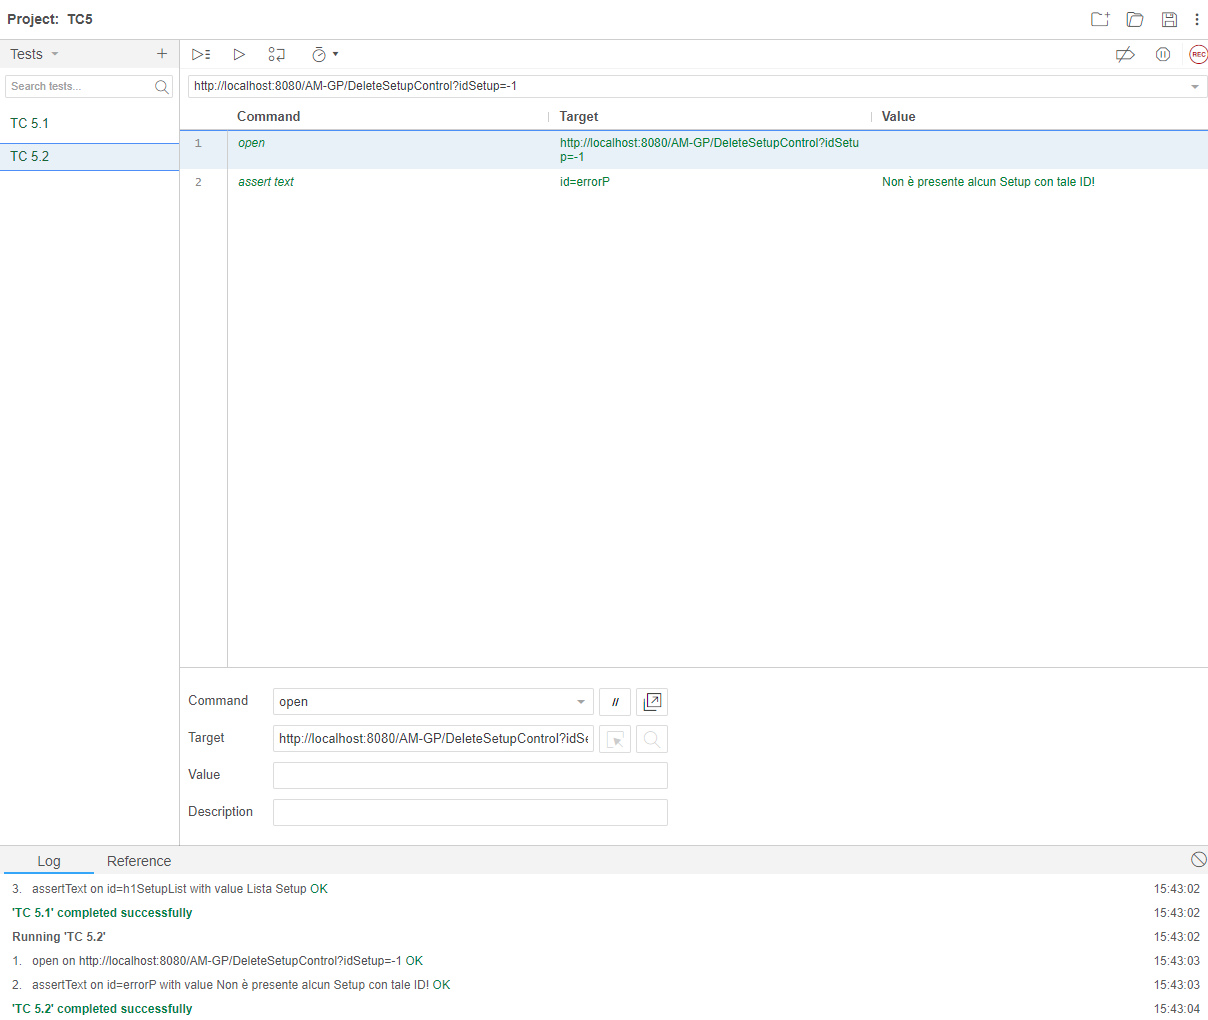 Project: TC5
Tests
Search tests...
TC 5.1
TC 5.2
REC
http://localhost:8080/AM-GP/DeleteSetupControl?idSetup=-1
Command Target Value
1 open http://localhost:8080/AM-GP/DeleteSetupControl?idSetu
p=-1
2 assert text id=errorP Non è presente alcun Setup con tale ID!
Command open //
Target http://localhost:8080/AM-GP/DeleteSetupControl?idSe
Value
Description
Log Reference
3. assertText on id=h1SetupList with value Lista Setup OK 15:43:02
'TC 5.1' completed successfully 15:43:02
Running 'TC 5.2' 15:43:02
1. open on http://localhost:8080/AM-GP/DeleteSetupControl?idSetup=-1 OK 15:43:03
2. assertText on id=errorP with value Non è presente alcun Setup con tale ID! OK 15:43:03
'TC 5.2' completed successfully 15:43:04